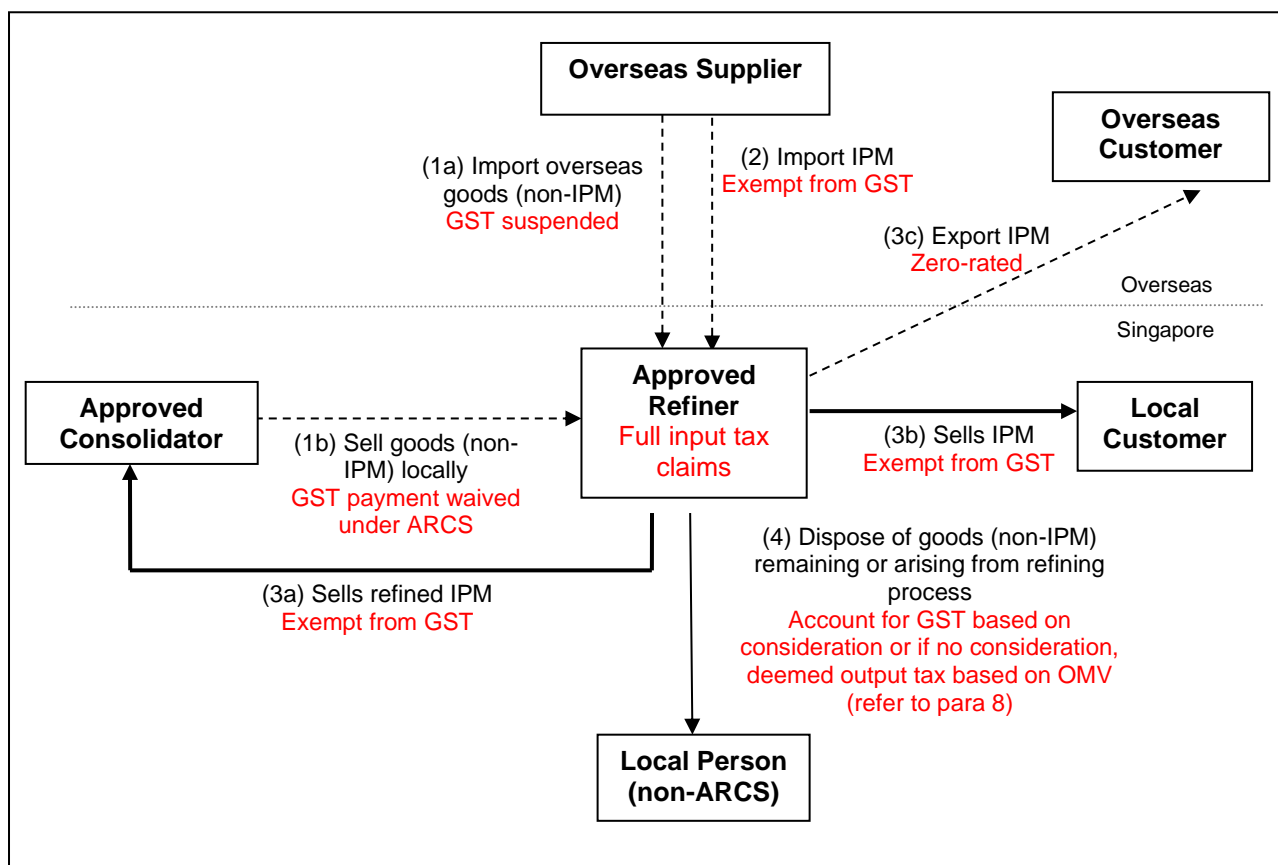 Overseas Supplier
Overseas
Customer
(1a) Import overseas
goods (non-IPM)
GST suspended
(2) Import IPM
Exempt from GST
(3c) Export IPM
Zero-rated
Overseas
Singapore
Approved
Consolidator
Approved
Refiner
Full input tax
claims
Local
Customer
(1b) Sell goods (non-
IPM) locally
GST payment waived
under ARCS
(3b) Sells IPM
Exempt from GST
(3a) Sells refined IPM
Exempt from GST
(4) Dispose of goods (non-IPM)
remaining or arising from refining
process
Account for GST based on
consideration or if no consideration,
deemed output tax based on OMV
(refer to para 8)
Local Person
(non-ARCS)